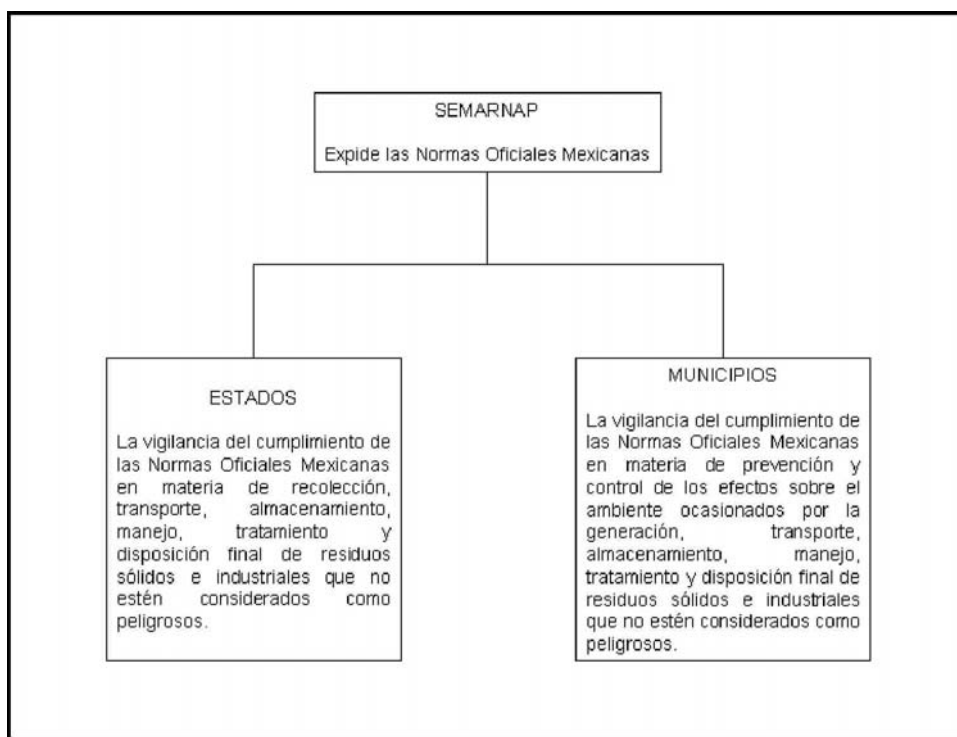 SEMARNAP
Expide las Normas Oficiales Mexicanas
ESTADOS
La vigilancia del cumplimiento de
las Normas Oficiales Mexicanas
en materia de recolección,
transporte, almacenamiento,
manejo, tratamiento y
disposición final de residuos
sólidos e industriales que no
estén considerados como
peligrosos.
MUNICIPIOS
La vigilancia del cumplimiento de
las Normas Oficiales Mexicanas
en materia de prevención y
control de los efectos sobre el
ambiente ocasionados por la
generación, transporte,
almacenamiento, manejo,
tratamiento y disposición final de
residuos sólidos e industriales
que no estén considerados como
peligrosos.